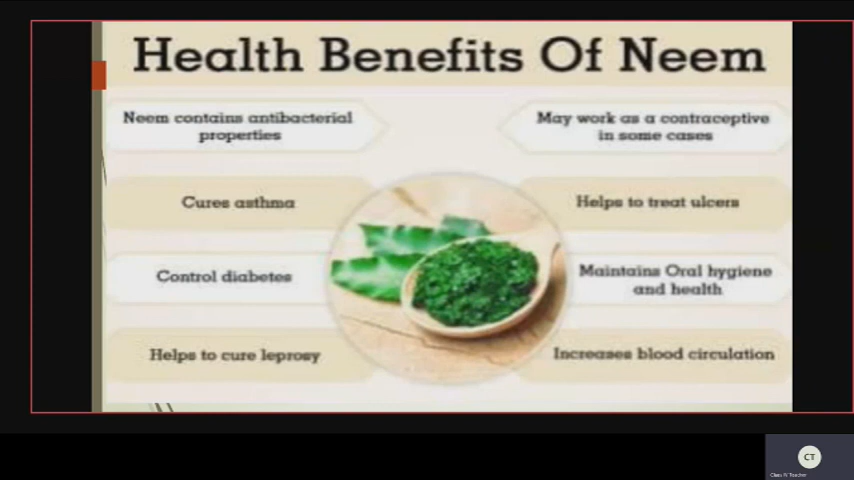 Health Benefits Of Neem
Neem contains antibacterial
properties
Cures asthma
Control diabetes
Helps to cure leprosy
May work as a contraceptive
in some cases
Helps to treat ulcers
Maintains Oral hygiene
and health
Increases blood circulation
CT
Class IV Teacher